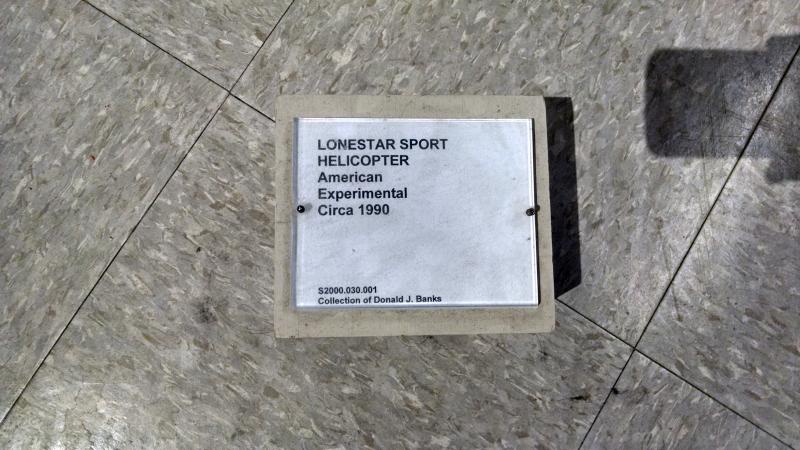 LONESTAR SPORT
HELICOPTER
American
Experimental
Circa 1990
S2000.030.001
Collection of Donald J. Banks